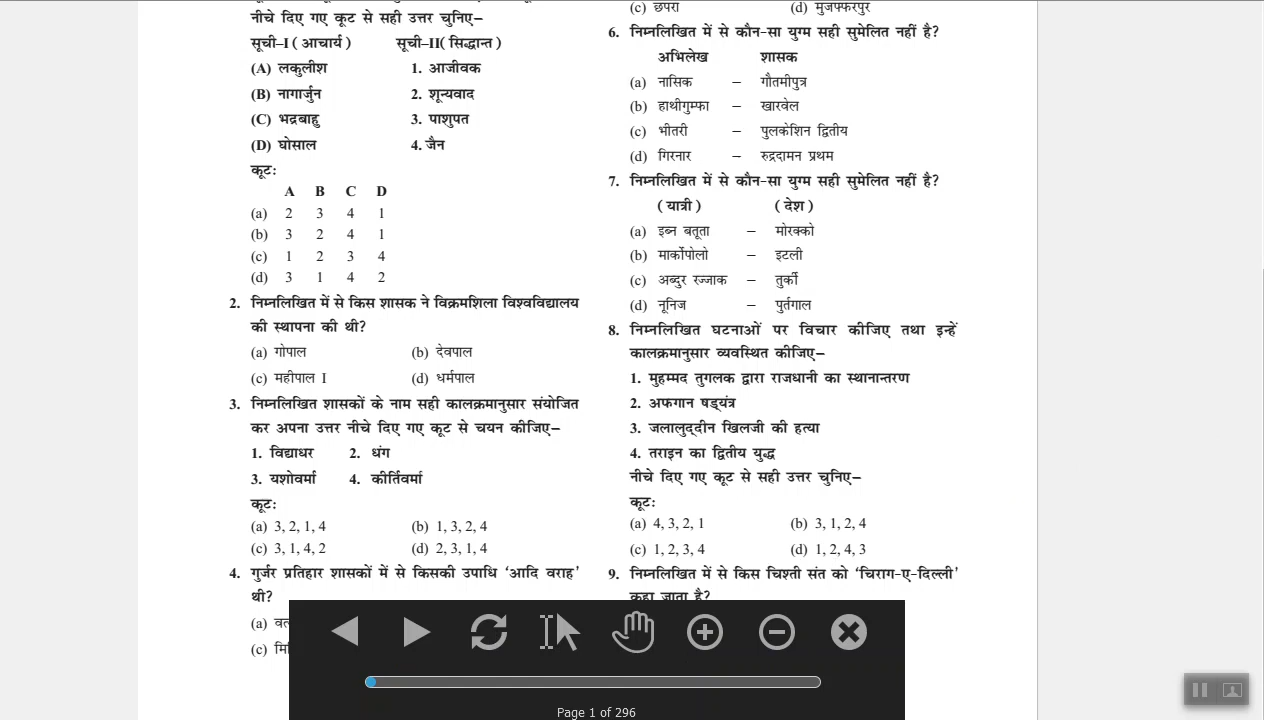 नीचे दिए गए कूट से सही उत्तर चुनिए–
सूची–I ( आचार्य ) सूची–II( सिद्धान्त )
(A) लकुलीश 1. आजीवक
(B) नागार्जुन 2. शून्यवाद
(C) भद्रबाहु 3. पाशुपत
(D) घोसाल 4. जैन
कूट:
A B C D
(a) 2 3 4 1
(b) 3 2 4 1
(c) 1 2 3 4
(d) 3 1 4 2
2. निम्नलिखित में से किस शासक ने विक्रमशिला विश्वविद्यालय
की स्थापना की थी?
(a) गोपाल (b) देवपाल
(c) महीपाल I (d) धर्मपाल
3. निम्नलिखित शासकों के नाम सही कालक्रमानुसार संयोजित
कर अपना उत्तर नीचे दिए गए कूट से चयन कीजिए–
1. विद्याधर 2. धंग
3. यशोवर्मा 4. कीर्तिवर्मा
कूट:
(a) 3, 2, 1, 4 (b) 1, 3, 2, 4
(c) 3, 1, 4, 2 (d) 2, 3, 1, 4
4. गुर्जर प्रतिहार शासकों में से किसकी उपाधि ‘आदि वराह’
थी?
(a)
(c)
(c) छपरा (d) मुजफ्फरपुर
6. निम्नलिखित में से कौन-सा युग्म सही सुमेलित नहीं है?
अभिलेख शासक
(a) नासिक – गौतमीपुत्र
(b) हाथीगुम्फा – खारवेल
(c) भीतरी – पुलकेशिन द्वितीय
(d) गिरनार – रुद्रदामन प्रथम
7. निम्नलिखित में से कौन-सा युग्म सही सुमेलित नहीं है?
( यात्री ) ( देश )
(a) इब्न बतूता – मोरक्को
(b) मार्कोपोलो – इटली
(c) अब्दुर रज्जाक – तुर्की
(d) नूनिज – पुर्तगाल
8. निम्नलिखित घटनाओं पर विचार कीजिए तथा इन्हें
कालक्रमानुसार व्यवस्थित कीजिए–
1. मुहम्मद तुगलक द्वारा राजधानी का स्थानान्तरण
2. अफगान षड्यंत्र
3. जलालुद्दीन खिलजी की हत्या
4. तराइन का द्वितीय युद्ध
नीचे दिए गए कूट से सही उत्तर चुनिए–
कूट:
(a) 4, 3, 2, 1 (b) 3, 1, 2, 4
(c) 1, 2, 3, 4 (d) 1, 2, 4, 3
9. निम्नलिखित में से किस चिश्ती संत को ‘चिराग-ए-दिल्ली’
कहा जाता है?
Page 1 of 296